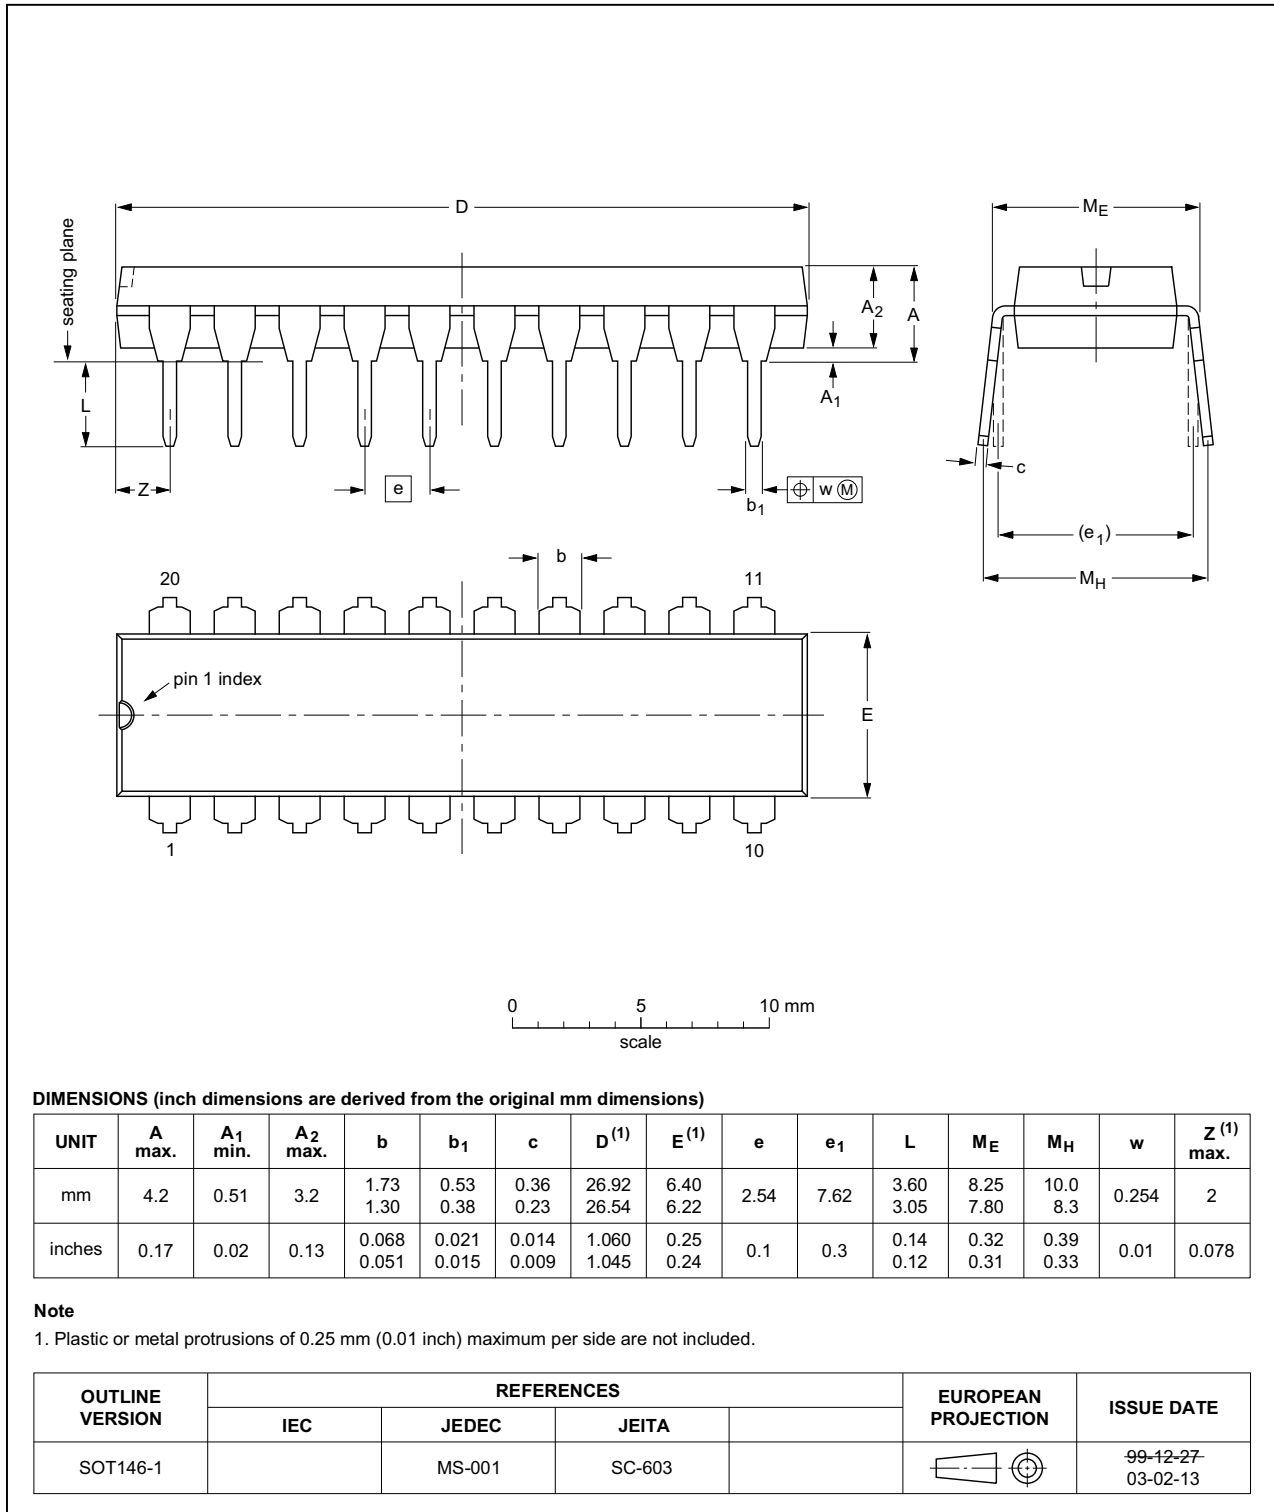 D
M_E
seating plane
A_2
A
L
A_1
c
Z
e
b_1
w M
(e_1)
b
M_H
20
11
pin 1 index
E
1
10
0
5
10 mm
scale
DIMENSIONS (inch dimensions are derived from the original mm dimensions)
UNIT A max. A_1 min. A_2 max. b b_1 c D(1) E(1) e e_1 L M_E M_H w Z(1) max.
mm 4.2 0.51 3.2 1.73 1.30 0.53 0.38 0.36 0.23 26.92 26.54 6.40 6.22 2.54 7.62 3.60 3.05 8.25 7.80 10.0 8.3 0.254 2
inches 0.17 0.02 0.13 0.068 0.051 0.021 0.015 0.014 0.009 1.060 1.045 0.25 0.24 0.1 0.3 0.14 0.12 0.32 0.31 0.39 0.33 0.01 0.078
Note
1. Plastic or metal protrusions of 0.25 mm (0.01 inch) maximum per side are not included.
OUTLINE VERSION REFERENCES EUROPEAN PROJECTION ISSUE DATE
IEC JEDEC JEITA
SOT146-1 MS-001 SC-603 99-12-27
03-02-13